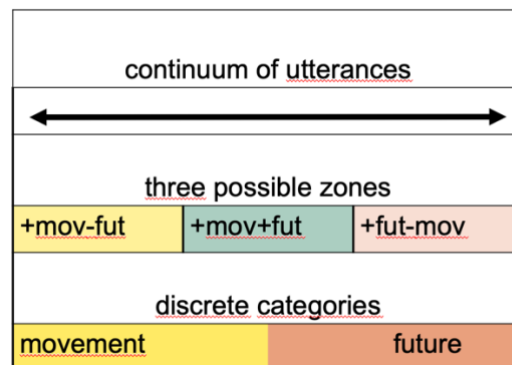 continuum of utterances
three possible zones
+mov-fut +mov+fut +fut-mov
discrete categories
movement future